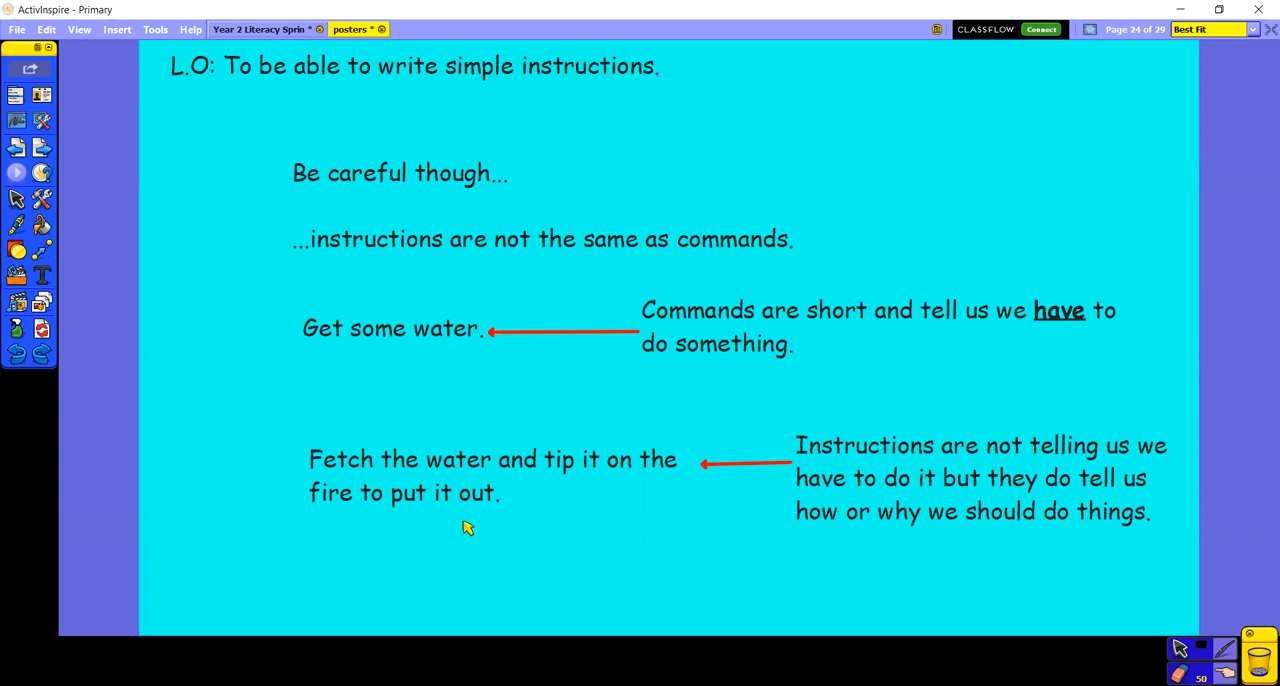 ActivInspire - Primary
File Edit View Insert Tools Help Year 2 Literacy Sprin * posters * CLASSFLOW Connect Page 24 of 29 Best Fit
L.O: To be able to write simple instructions.
Be careful though...
...instructions are not the same as commands.
Get some water.
Commands are short and tell us we have to
do something.
Fetch the water and tip it on the
fire to put it out.
Instructions are not telling us we
have to do it but they do tell us
how or why we should do things.
50